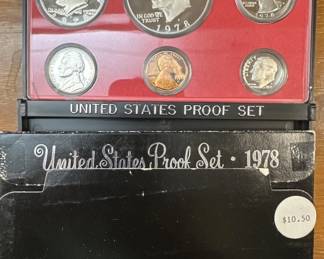 IN GOD WE
TRUST
1978
UNITED STATES PROOF SET
United States Proof Set · 1978
$10.50